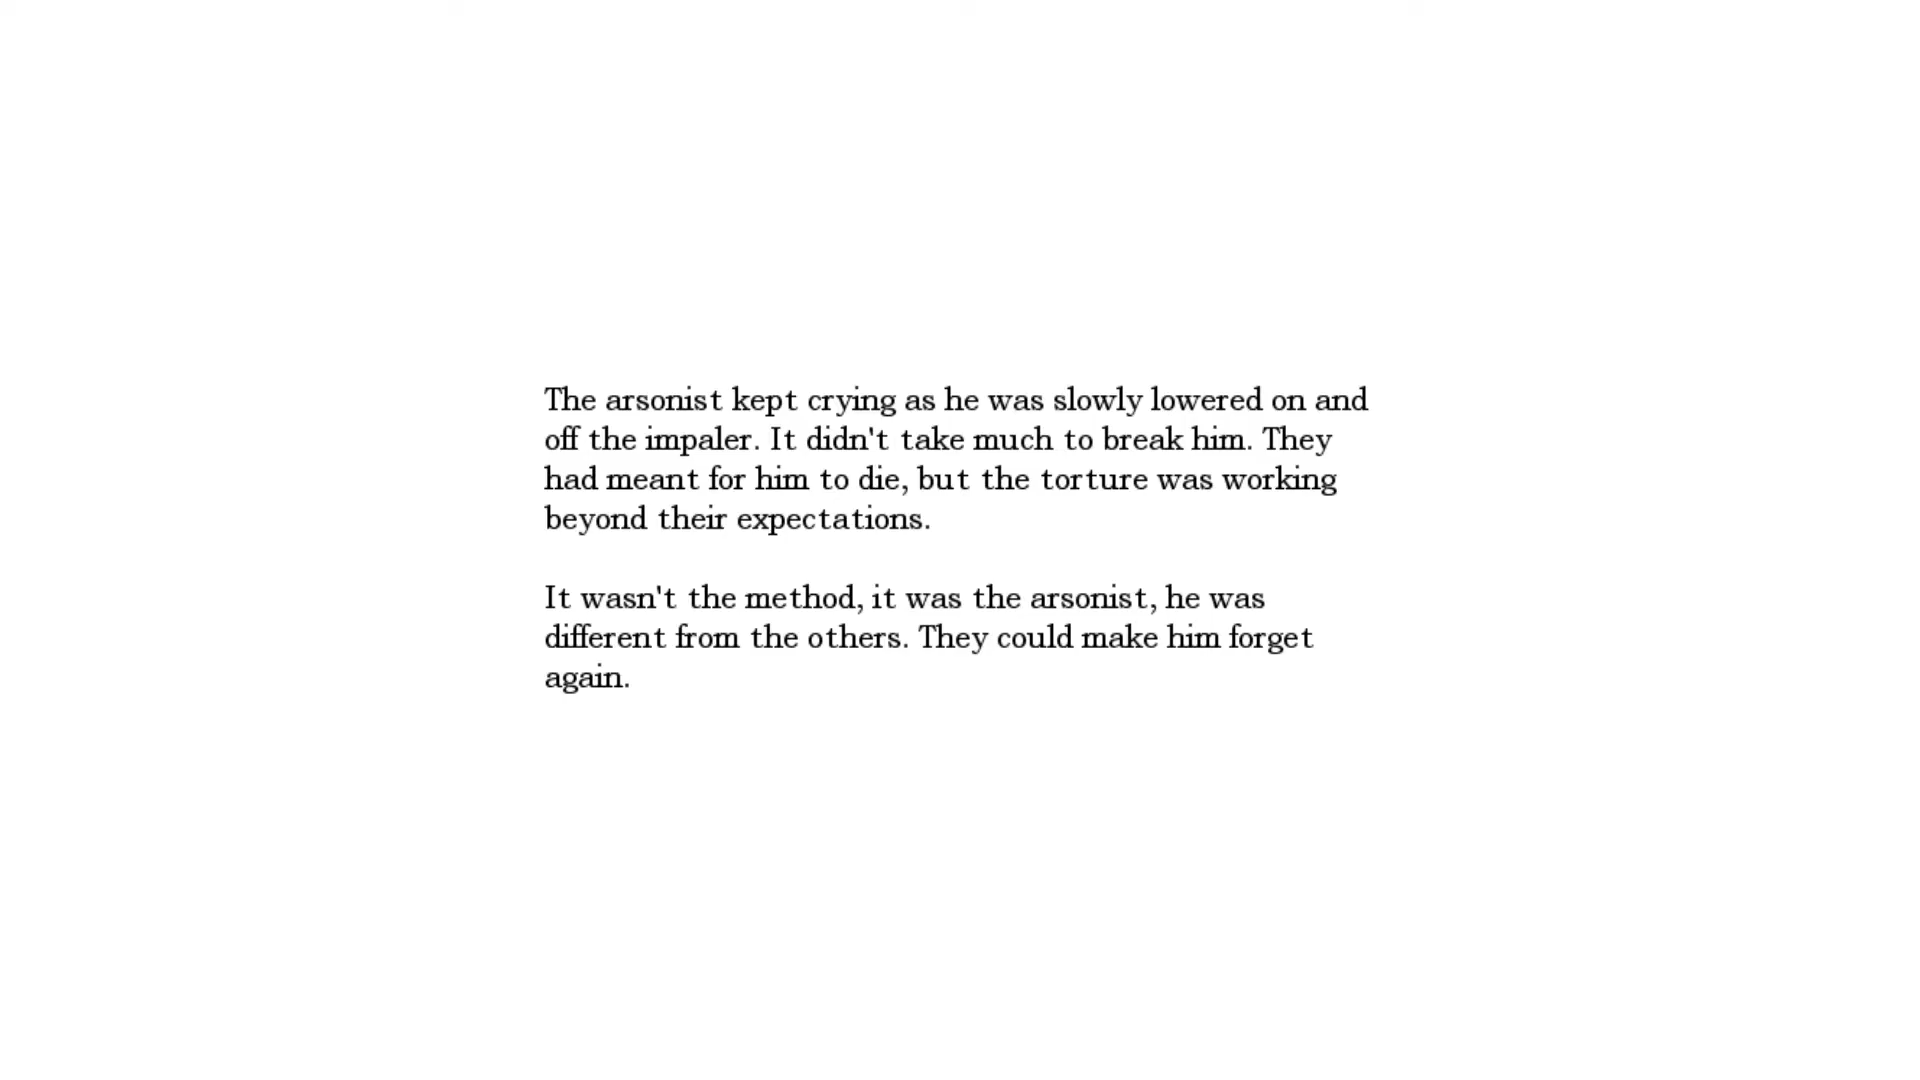 The arsonist kept crying as he was slowly lowered on and
off the impaler. It didn't take much to break him. They
had meant for him to die, but the torture was working
beyond their expectations.
It wasn't the method, it was the arsonist, he was
different from the others. They could make him forget
again.